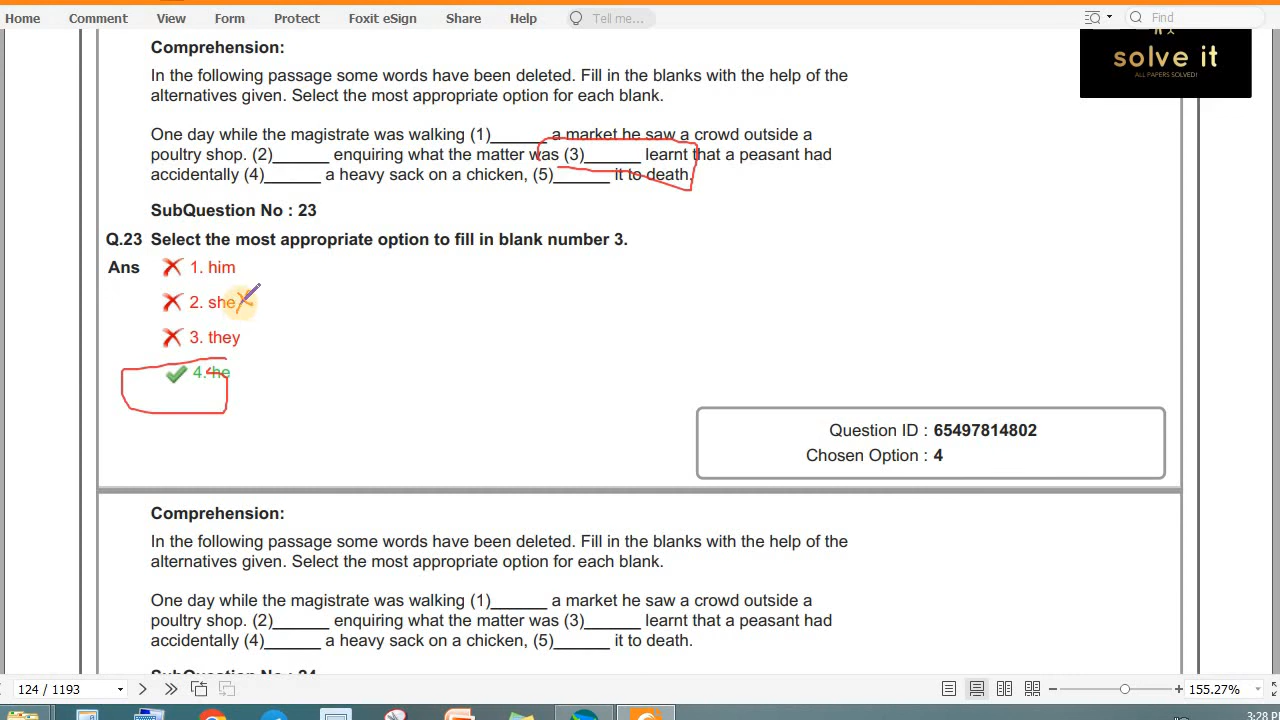 Home Comment View Form Protect Foxit eSign Share Help Tell me... Find
solve it
ALL PAPERS SOLVED!
Comprehension:
In the following passage some words have been deleted. Fill in the blanks with the help of the
alternatives given. Select the most appropriate option for each blank.
One day while the magistrate was walking (1)______ a market he saw a crowd outside a
poultry shop. (2)______ enquiring what the matter was (3)______ learnt that a peasant had
accidentally (4)______ a heavy sack on a chicken, (5)______ it to death.
SubQuestion No : 23
Q.23 Select the most appropriate option to fill in blank number 3.
Ans 1. him
2. she
3. they
4. he
Question ID : 65497814802
Chosen Option : 4
Comprehension:
In the following passage some words have been deleted. Fill in the blanks with the help of the
alternatives given. Select the most appropriate option for each blank.
One day while the magistrate was walking (1)______ a market he saw a crowd outside a
poultry shop. (2)______ enquiring what the matter was (3)______ learnt that a peasant had
accidentally (4)______ a heavy sack on a chicken, (5)______ it to death.
SubQuestion No : 24
124 / 1193 155.27%
3:28 P